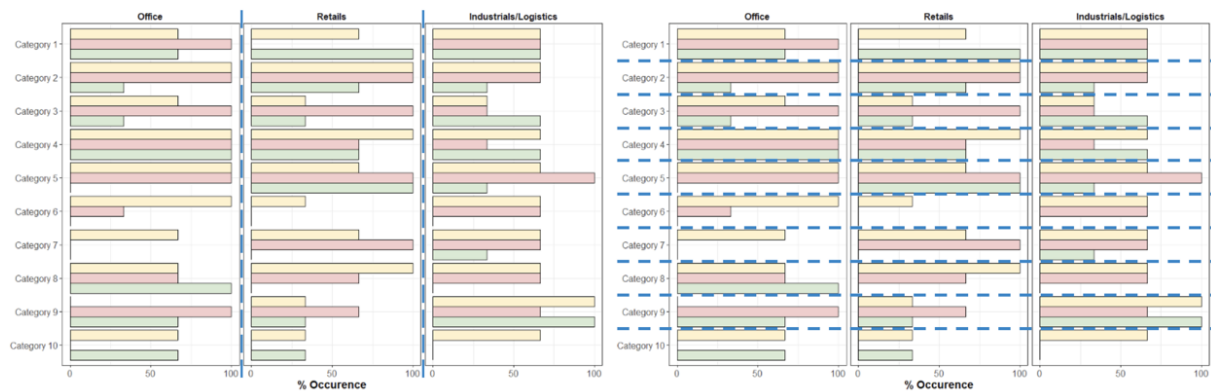 Office Retails Industrials/Logistics Office Retails Industrials/Logistics
Category 1 Category 1
Category 2 Category 2
Category 3 Category 3
Category 4 Category 4
Category 5 Category 5
Category 6 Category 6
Category 7 Category 7
Category 8 Category 8
Category 9 Category 9
Category 10 Category 10
0 50 100 0 50 100 0 50 100 0 50 100 0 50 100 0 50 100
% Occurence % Occurence